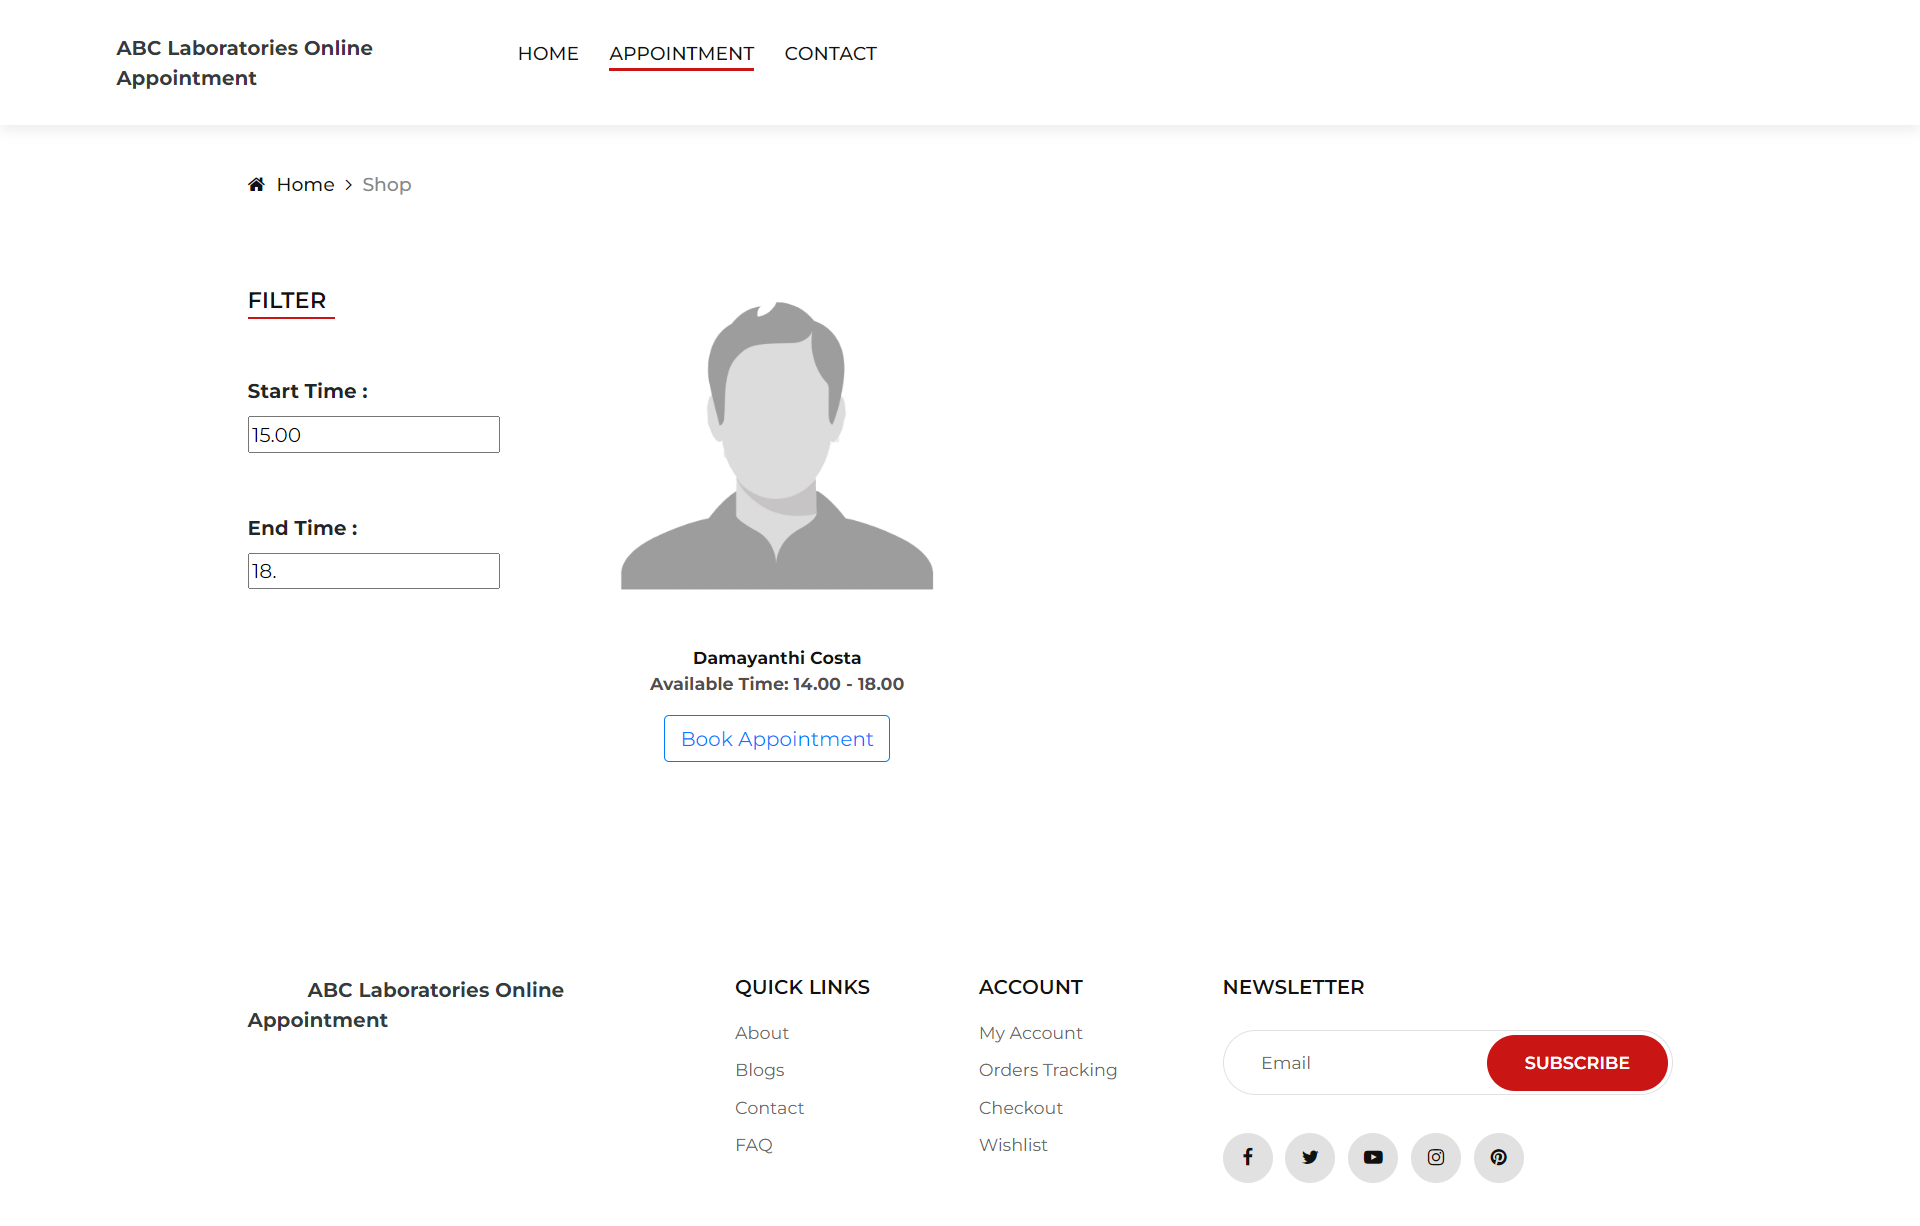 ABC Laboratories Online
Appointment
HOME APPOINTMENT CONTACT
Home > Shop
FILTER
Start Time :
15.00
End Time :
18.
Damayanthi Costa
Available Time: 14.00 - 18.00
Book Appointment
ABC Laboratories Online
Appointment
QUICK LINKS
About
Blogs
Contact
FAQ
ACCOUNT
My Account
Orders Tracking
Checkout
Wishlist
NEWSLETTER
Email SUBSCRIBE